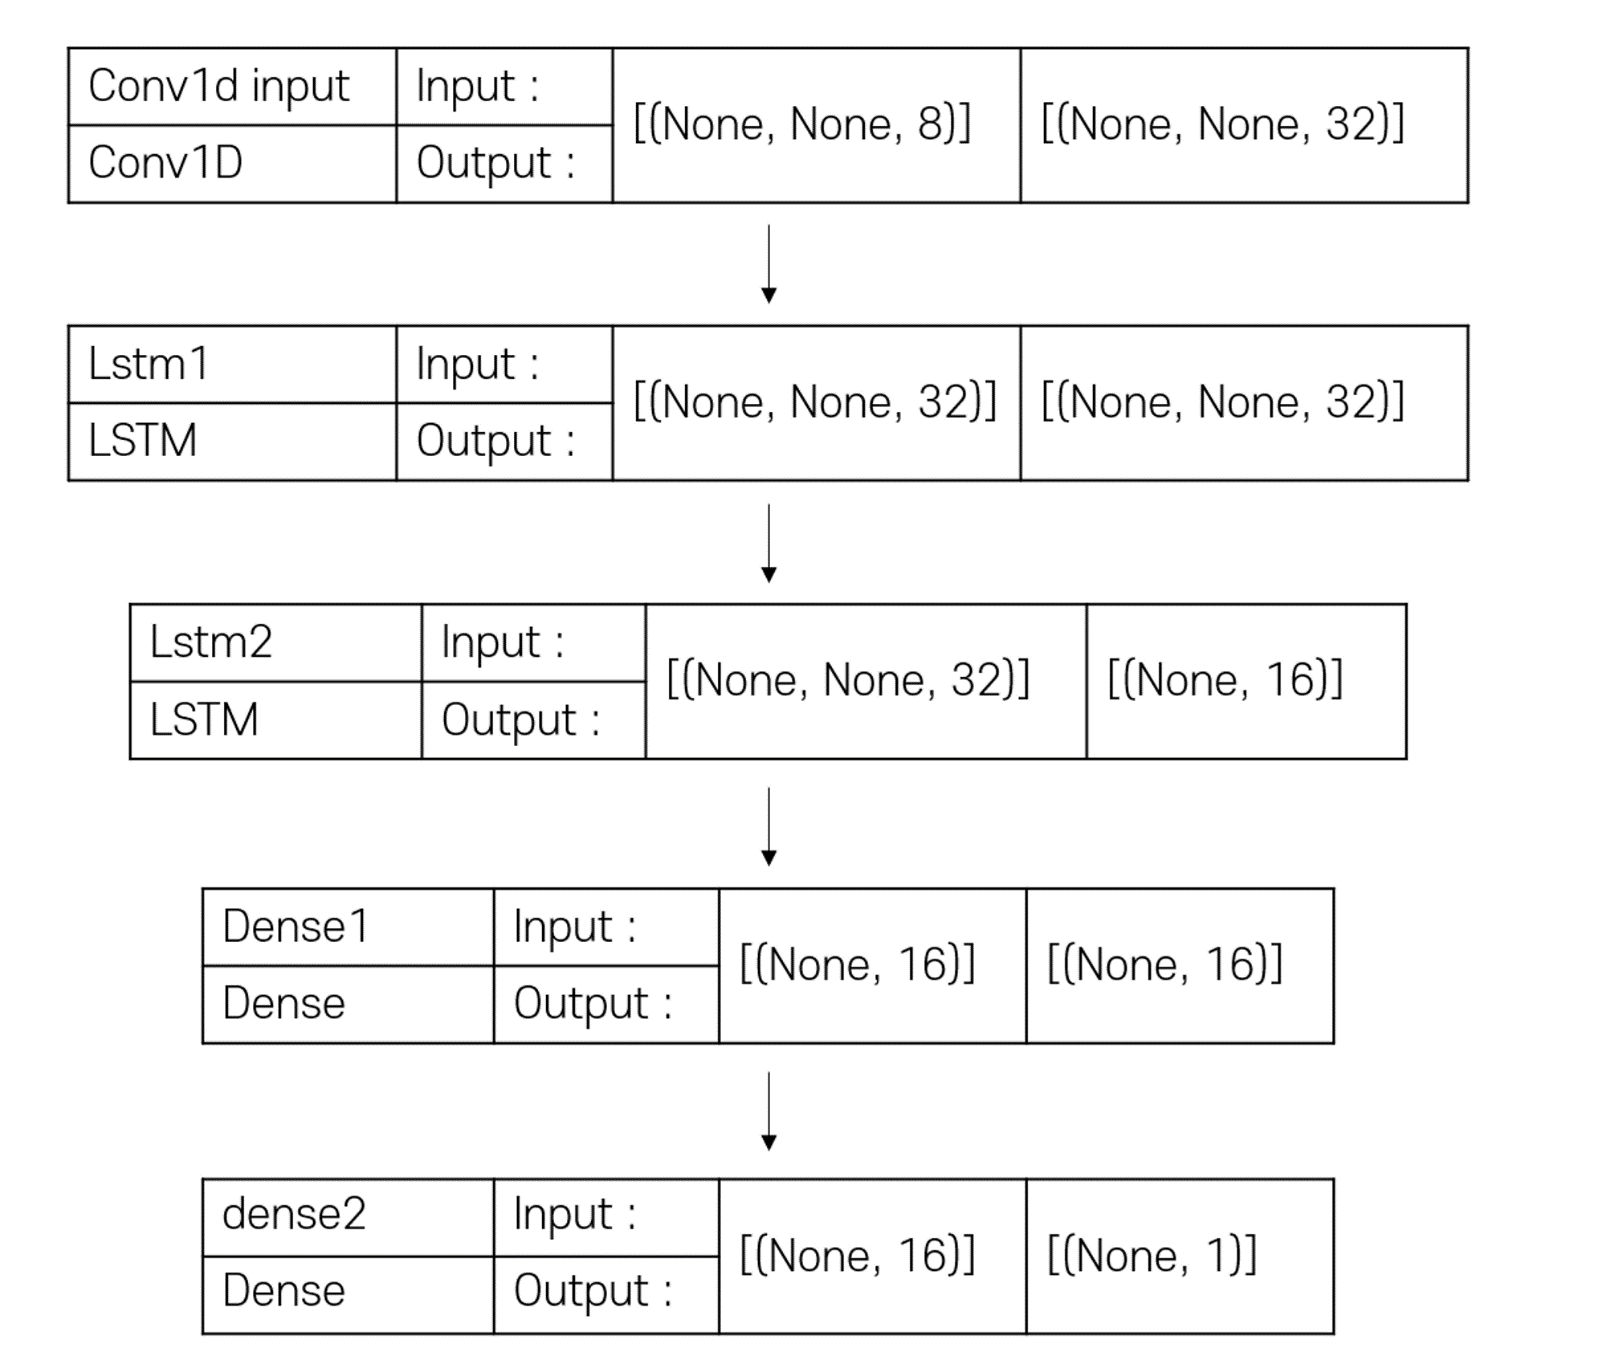 Conv1d input Input : [(None, None, 8)] [(None, None, 32)]
Conv1D Output :
Lstm1 Input : [(None, None, 32)] [(None, None, 32)]
LSTM Output :
Lstm2 Input : [(None, None, 32)] [(None, 16)]
LSTM Output :
Dense1 Input : [(None, 16)] [(None, 16)]
Dense Output :
dense2 Input : [(None, 16)] [(None, 1)]
Dense Output :